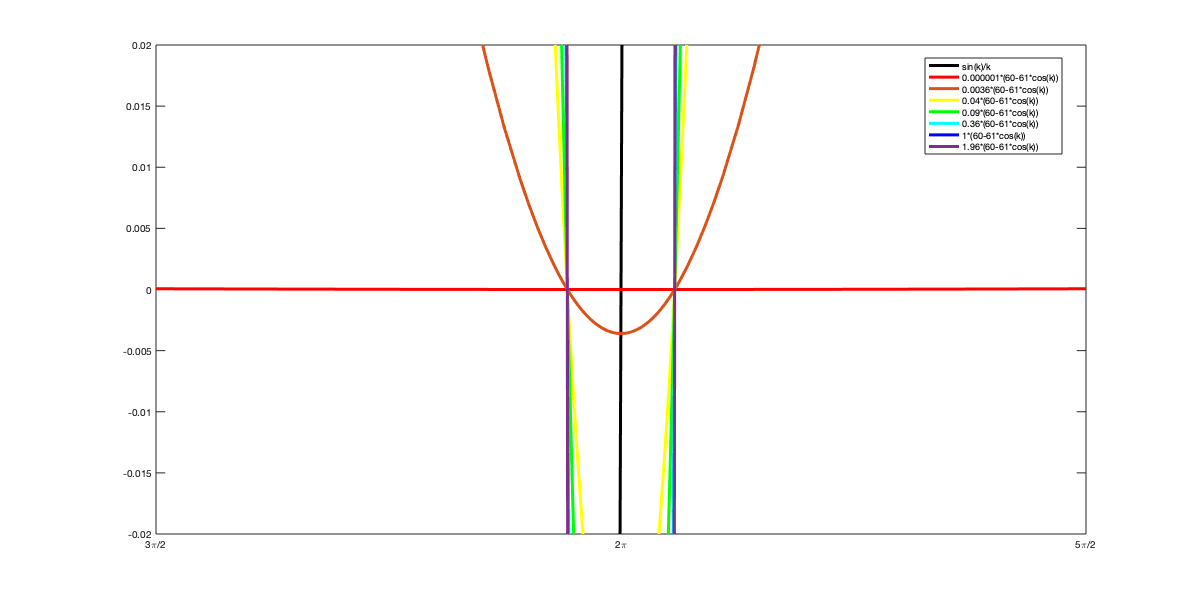 0.02
0.015
0.01
0.005
0
-0.005
-0.01
-0.015
-0.02
3π/2
2π
5π/2
sin(k)/k
0.000001*(60-61*cos(k))
0.0036*(60-61*cos(k))
0.04*(60-61*cos(k))
0.09*(60-61*cos(k))
0.36*(60-61*cos(k))
1*(60-61*cos(k))
1.96*(60-61*cos(k))